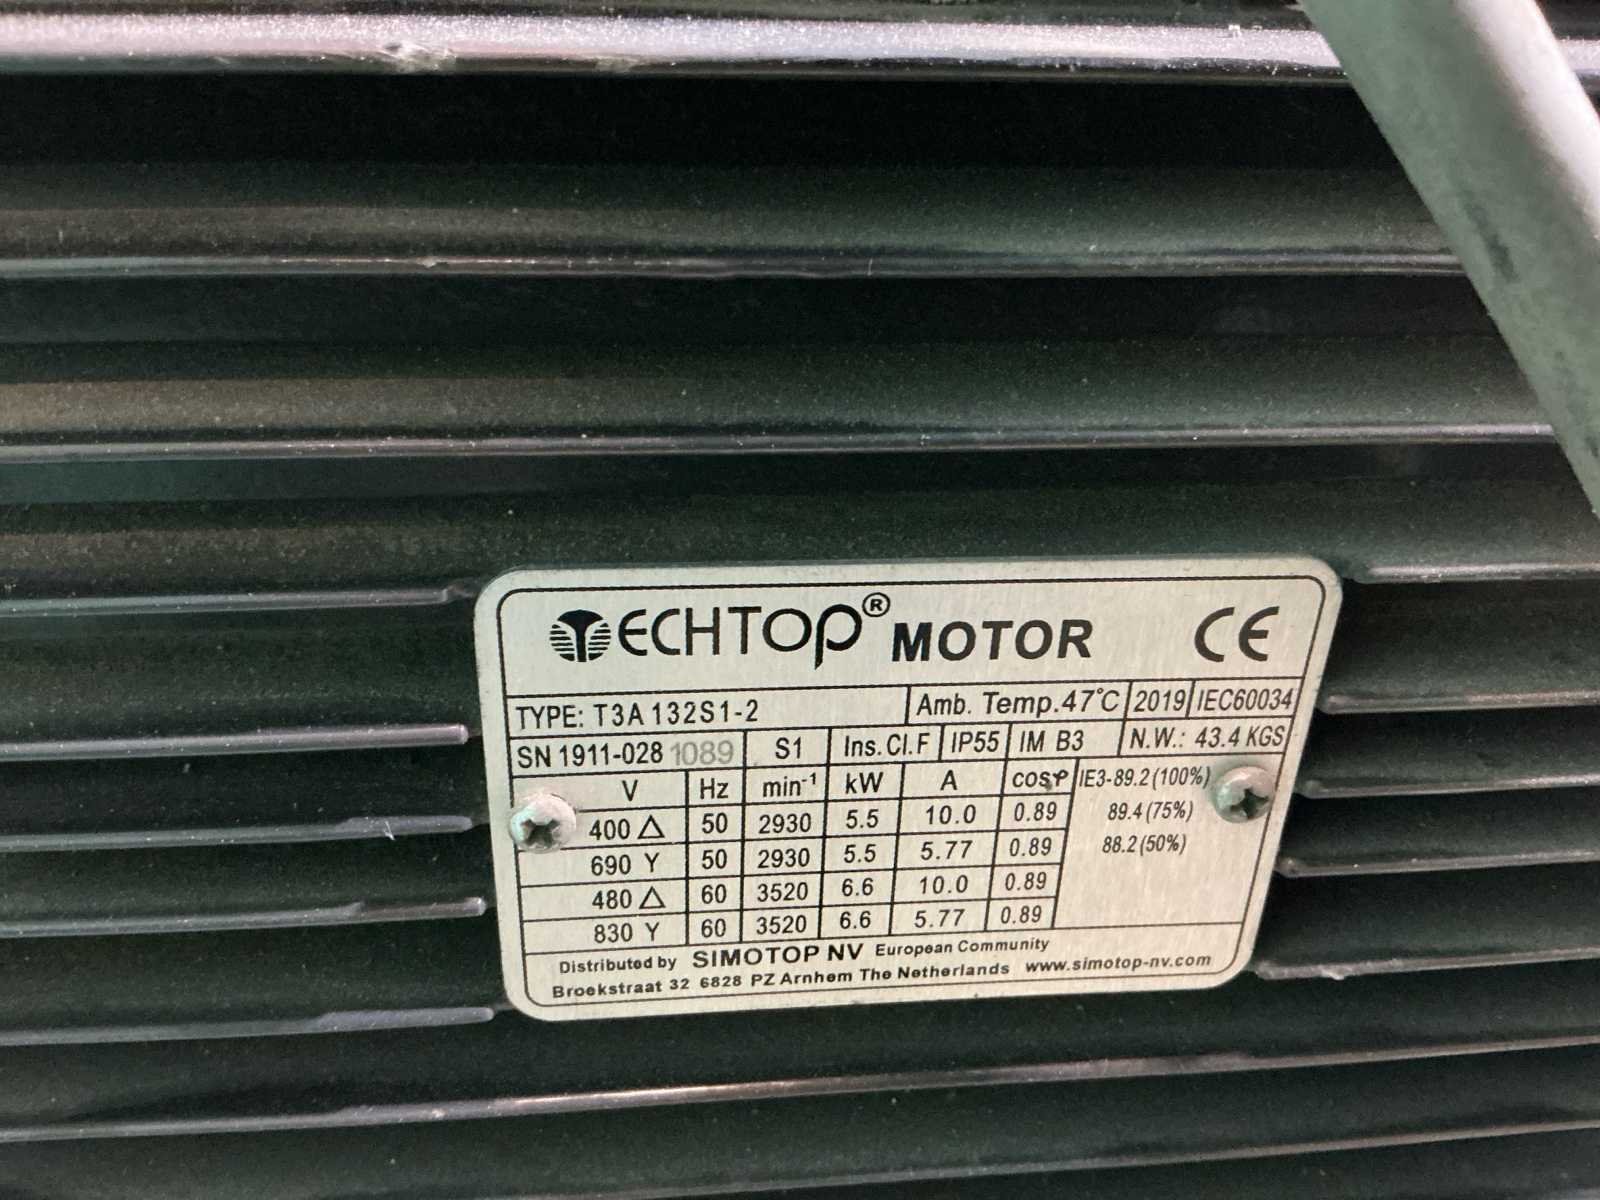 TECHTOP® MOTOR CE
TYPE: T3A 132S1-2 Amb. Temp.47°C 2019 IEC60034
SN 1911-028 1089 S1 Ins.Cl.F IP55 IM B3 N.W.: 43.4 KGS
V Hz min⁻¹ kW A cosφ IE3-89.2(100%)
400 △ 50 2930 5.5 10.0 0.89 89.4(75%)
690 Y 50 2930 5.5 5.77 0.89 88.2(50%)
480 △ 60 3520 6.6 10.0 0.89
830 Y 60 3520 6.6 5.77 0.89
Distributed by SIMOTOP NV European Community
Broekstraat 32 6828 PZ Arnhem The Netherlands www.simotop-nv.com